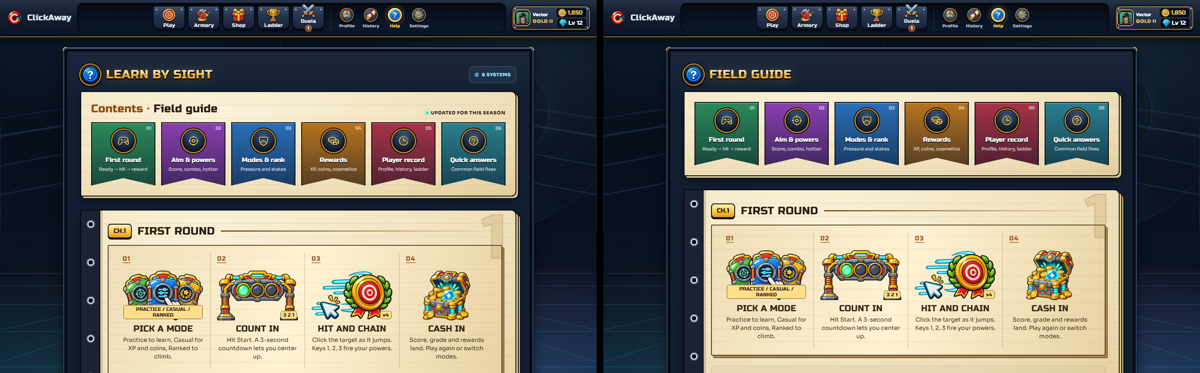 ClickAway
Play
Armory
Shop
Ladder
Duels
1
Profile
History
Help
Settings
Vector
GOLD II
1,850
Lv 12
? LEARN BY SIGHT
6 SYSTEMS
Contents · Field guide
UPDATED FOR THIS SEASON
01
First round
Ready → hit → reward
02
Aim & powers
Score, combo, hotbar
03
Modes & rank
Pressure and stakes
04
Rewards
XP, coins, cosmetics
05
Player record
Profile, history, ladder
06
Quick answers
Common field fixes
1
CH.1 FIRST ROUND
01
PRACTICE / CASUAL /
RANKED
PICK A MODE
Practice to learn, Casual for
XP and coins, Ranked to
climb.
02
3 2 1
COUNT IN
Hit Start. A 3-second
countdown lets you center
up.
03
x4
HIT AND CHAIN
Click the target as it jumps.
Keys 1, 2, 3 fire your powers.
04
CASH IN
Score, grade and rewards
land. Play again or switch
modes.
ClickAway
Play
Armory
Shop
Ladder
Duels
1
Profile
History
Help
Settings
Vector
GOLD II
1,850
Lv 12
? FIELD GUIDE
01
First round
Ready → hit → reward
02
Aim & powers
Score, combo, hotbar
03
Modes & rank
Pressure and stakes
04
Rewards
XP, coins, cosmetics
05
Player record
Profile, history, ladder
06
Quick answers
Common field fixes
1
CH.1 FIRST ROUND
01
PRACTICE / CASUAL /
RANKED
PICK A MODE
Practice to learn, Casual for
XP and coins, Ranked to
climb.
02
3 2 1
COUNT IN
Hit Start. A 3-second
countdown lets you center
up.
03
x4
HIT AND CHAIN
Click the target as it jumps.
Keys 1, 2, 3 fire your powers.
04
CASH IN
Score, grade and rewards
land. Play again or switch
modes.